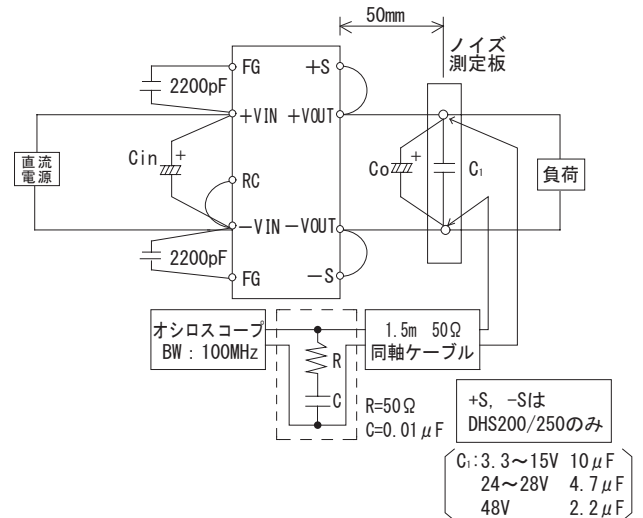 50mm
ノイズ
測定板
FG
+S
2200pF
+VIN
+VOUT
直流
電源
Cin
+
RC
Co
+
C₁
負荷
−VIN
−VOUT
2200pF
FG
−S
オシロスコープ
BW : 100MHz
R
C
1.5m 50Ω
同軸ケーブル
R=50Ω
C=0.01μF
+S, −Sは
DHS200/250のみ
C₁:3.3〜15V 10μF
24〜28V 4.7μF
48V 2.2μF